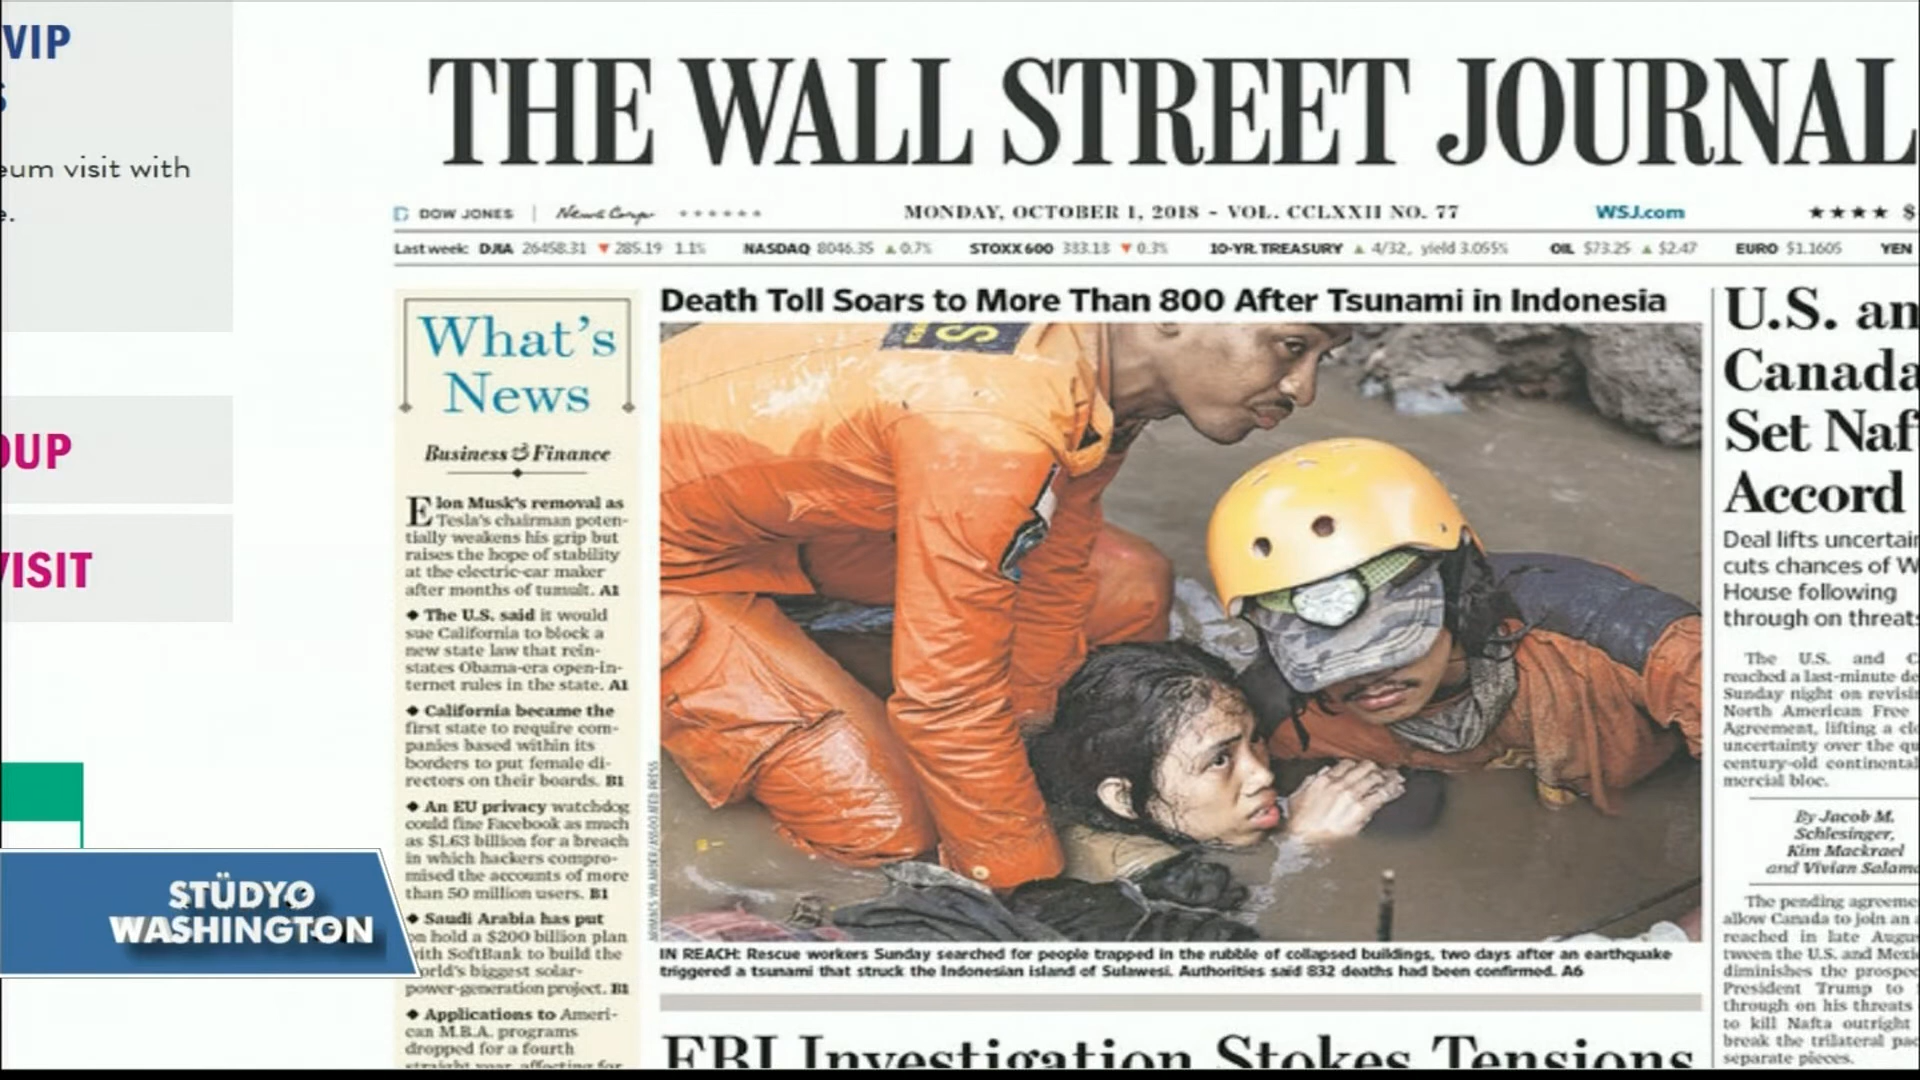 VIP
eum visit with
e.
OUP
VISIT
STÜDYO
WASHINGTON
THE WALL STREET JOURNAL
DOW JONES | News Corp ******
MONDAY, OCTOBER 1, 2018 - VOL. CCLXXII NO. 77
WSJ.com
★★★★ $
Last week: DJIA 26458.31 ▼ 285.19 1.1% NASDAQ 8046.35 ▲ 0.7% STOXX 600 383.18 ▼ 0.3% 10-YR. TREASURY ▲ 4/32, yield 3.055% OIL $73.25 ▲ $2.47 EURO $1.1605 YEN
What's
News
Business & Finance
Elon Musk's removal as
Tesla's chairman poten-
tially weakens his grip but
raises the hope of stability
at the electric-car maker
after months of tumult. A1
◆ The U.S. said it would
sue California to block a
new state law that rein-
states Obama-era open-in-
ternet rules in the state. A1
◆ California became the
first state to require com-
panies based within its
borders to put female di-
rectors on their boards. B1
◆ An EU privacy watchdog
could fine Facebook as much
as $1.63 billion for a breach
in which hackers compro-
mised the accounts of more
than 50 million users. B1
◆ Saudi Arabia has put
on hold a $200 billion plan
with SoftBank to build the
world's biggest solar-
power-generation project. B1
◆ Applications to Ameri-
can M.B.A. programs
dropped for a fourth
straight year, affecting for
Death Toll Soars to More Than 800 After Tsunami in Indonesia
IN REACH: Rescue workers Sunday searched for people trapped in the rubble of collapsed buildings, two days after an earthquake
triggered a tsunami that struck the Indonesian island of Sulawesi. Authorities said 832 deaths had been confirmed. A6
FBI Investigation Stokes Tensions
U.S. an
Canada
Set Naf
Accord
Deal lifts uncertain
cuts chances of W
House following
through on threats
The U.S. and C
reached a last-minute de
Sunday night on revisin
North American Free
Agreement, lifting a clo
uncertainty over the qu
century-old continental
mercial bloc.
By Jacob M.
Schlesinger,
Kim Mackrael
and Vivian Salama
The pending agreeme
allow Canada to join an a
reached in late Augus
tween the U.S. and Mexi
diminishes the prospec
President Trump to
through on his threats
to kill Nafta outright
break the trilateral pac
separate pieces.